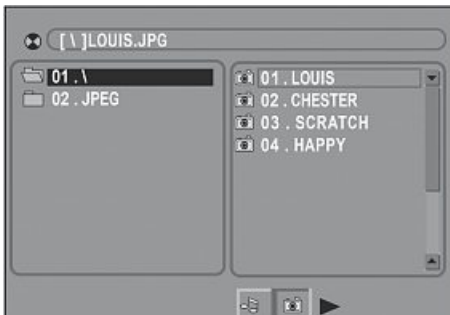 [ \ ]LOUIS.JPG
01 . \
02 . JPEG
01 . LOUIS
02 . CHESTER
03 . SCRATCH
04 . HAPPY